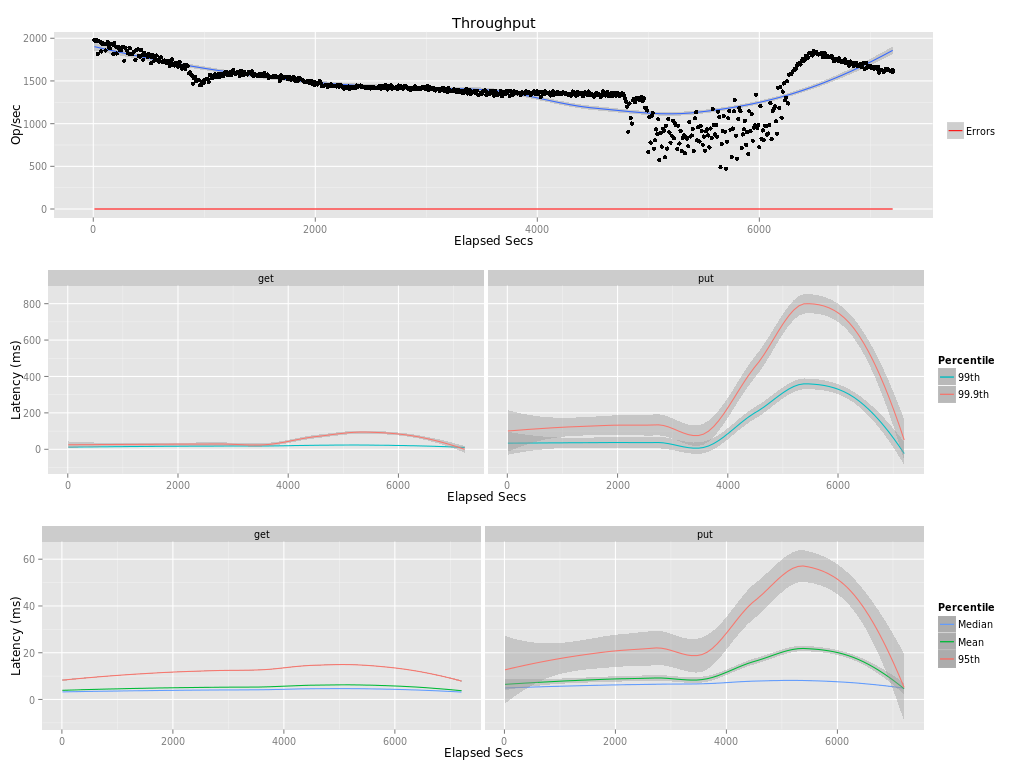 Throughput
2000
1500
1000
500
0
Op/sec
0
2000
4000
6000
Elapsed Secs
Errors
get
put
800
600
400
200
0
Latency (ms)
0
2000
4000
6000
0
2000
4000
6000
Elapsed Secs
Percentile
99th
99.9th
get
put
60
40
20
0
Latency (ms)
0
2000
4000
6000
0
2000
4000
6000
Elapsed Secs
Percentile
Median
Mean
95th